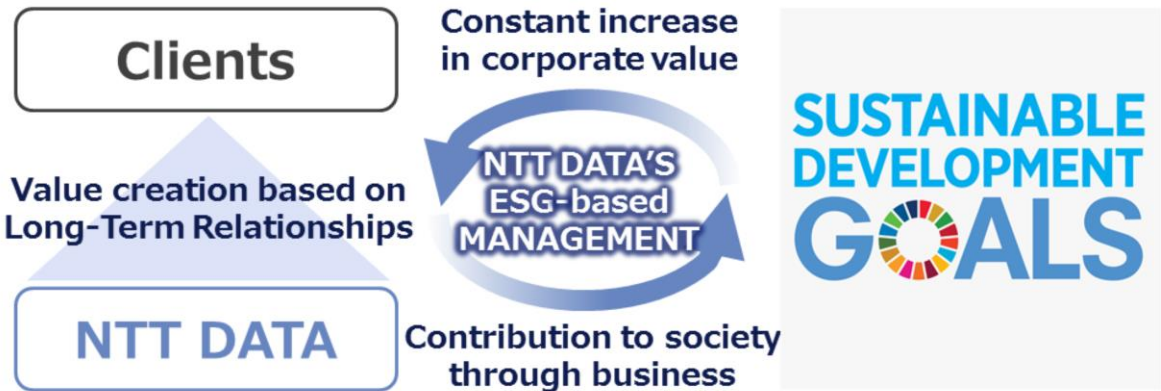 Clients
Value creation based on
Long-Term Relationships
NTT DATA
Constant increase
in corporate value
NTT DATA'S
ESG-based
MANAGEMENT
Contribution to society
through business
SUSTAINABLE
DEVELOPMENT
GOALS